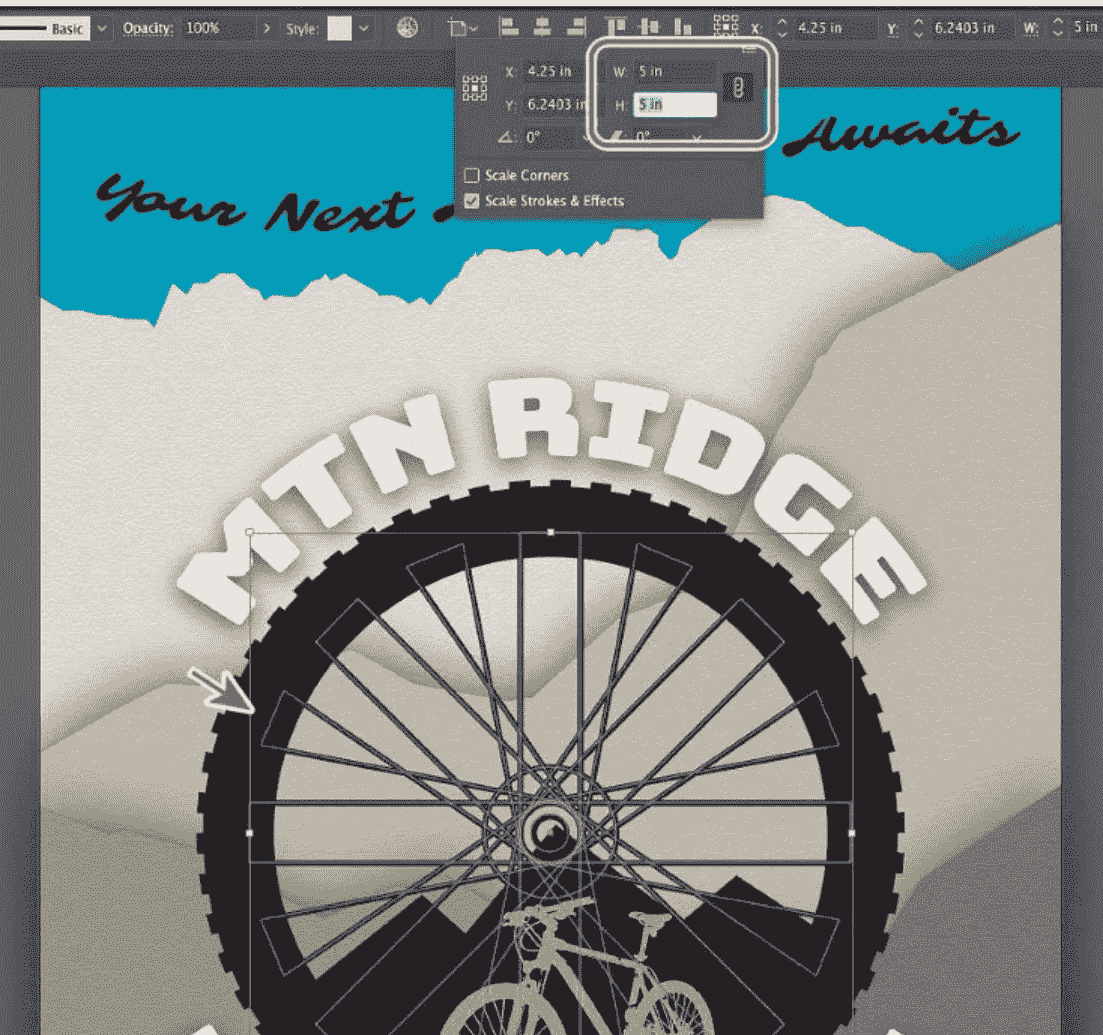 Basic Opacity: 100% Style: X: 4.25 in Y: 6.2403 in W: 5 in
X: 4.25 in W: 5 in
Y: 6.2403 in H: 5 in
0° 0°
Scale Corners
Scale Strokes & Effects
Your Next Awaits
MTN RIDGE